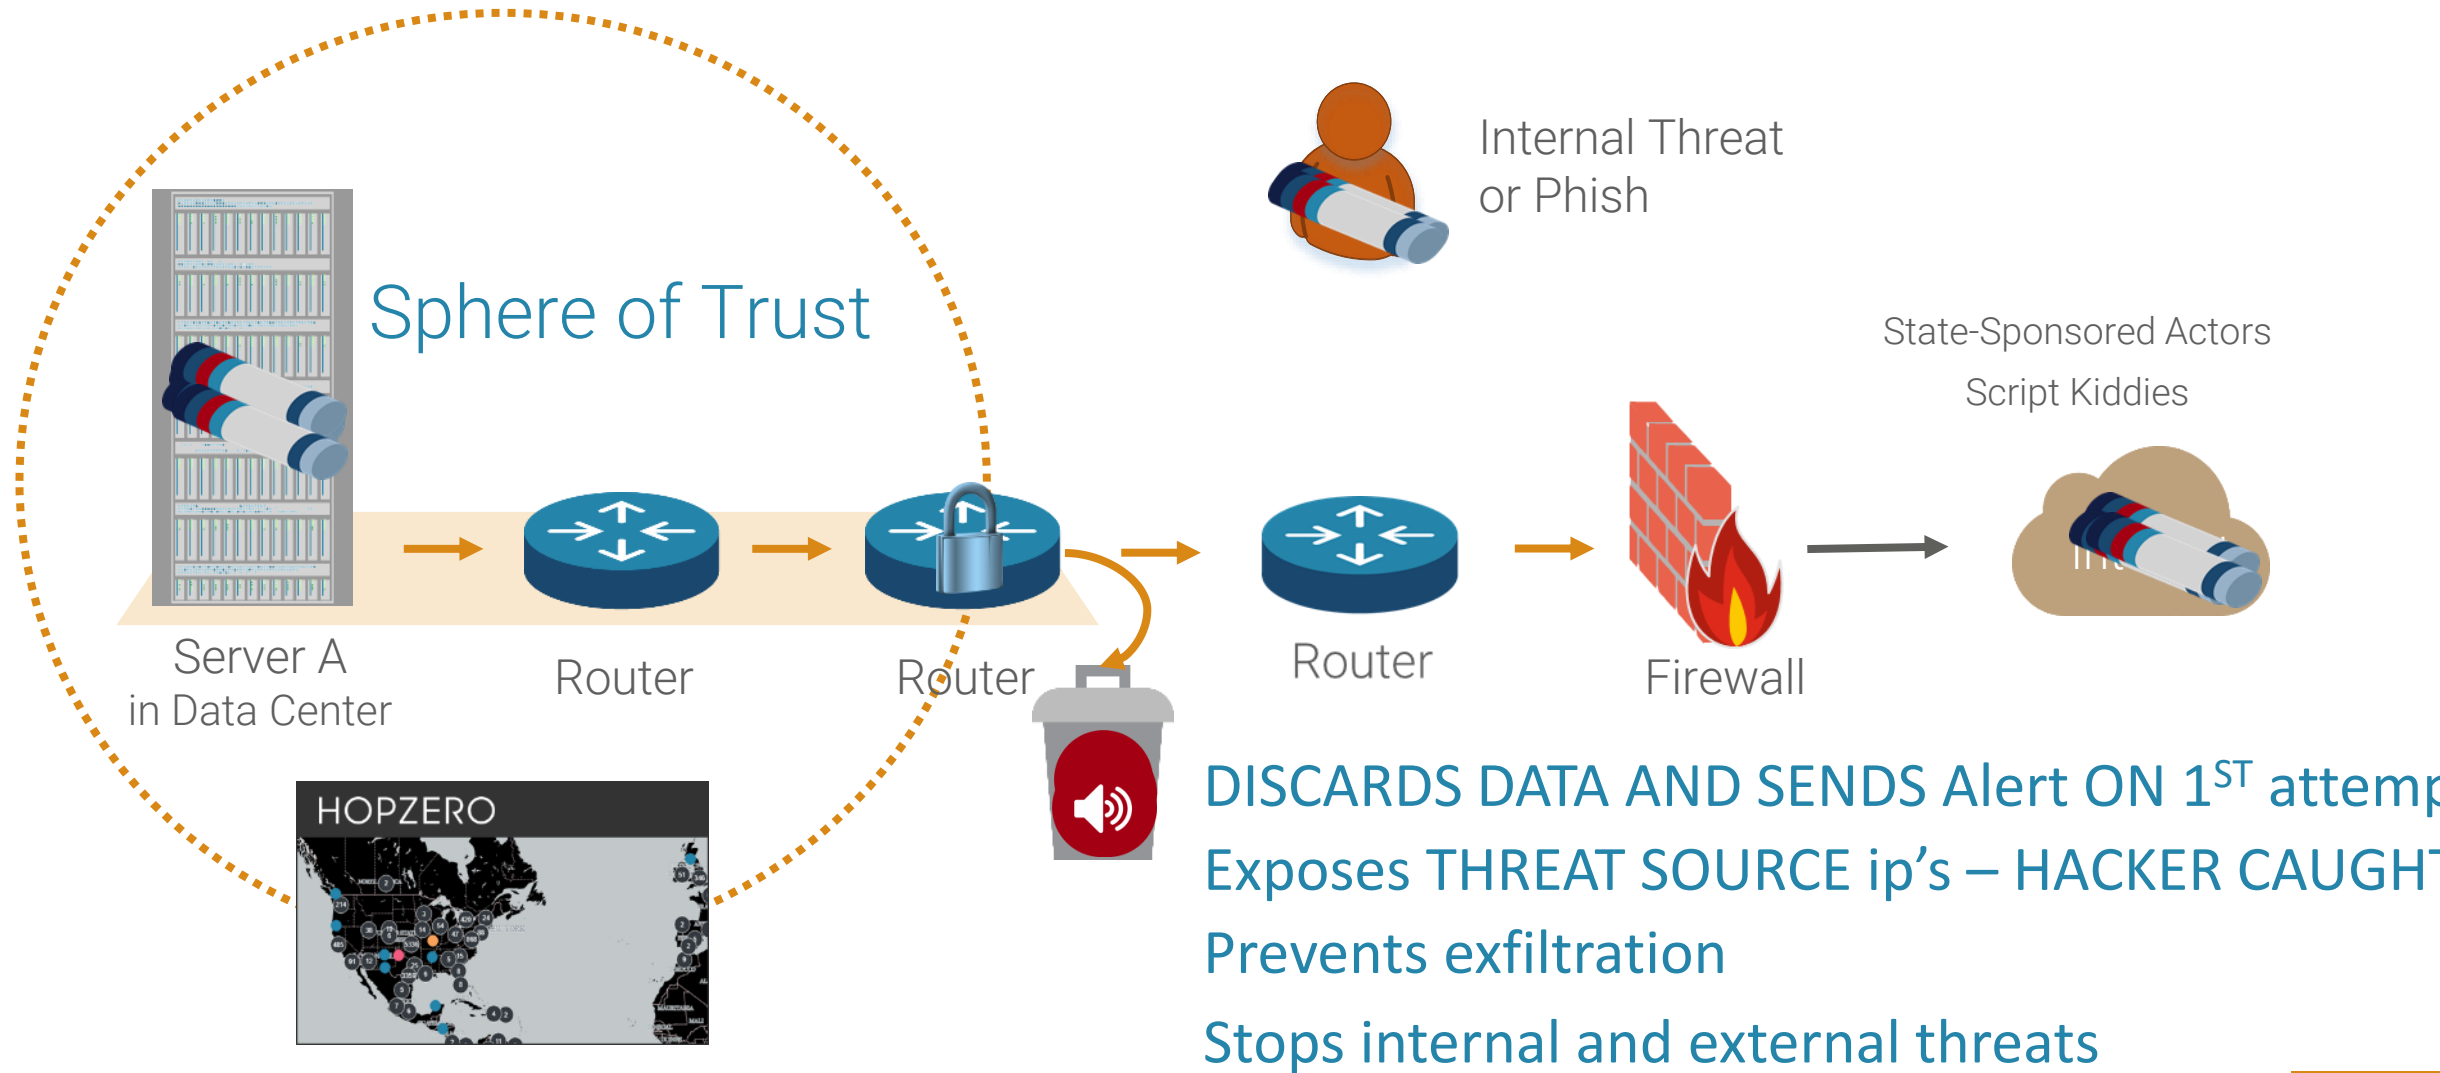 Internal Threat
or Phish
Sphere of Trust
State-Sponsored Actors
Script Kiddies
Server A
in Data Center
Router
Router
Router
Firewall
HOPZERO
DISCARDS DATA AND SENDS Alert ON 1ST attemp
Exposes THREAT SOURCE ip’s – HACKER CAUGHT
Prevents exfiltration
Stops internal and external threats